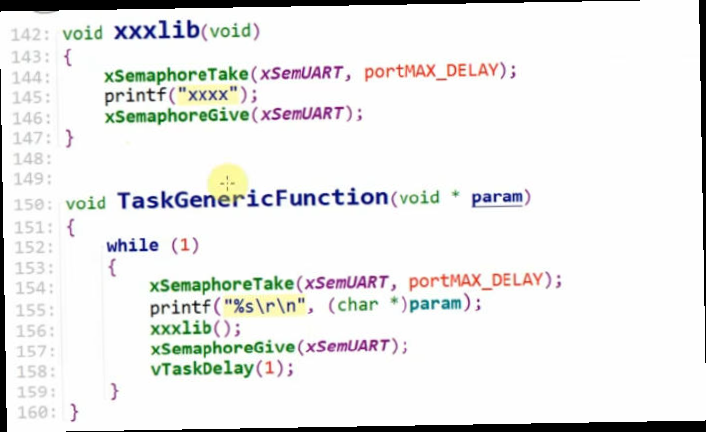 142: void xxxlib(void)
143: {
144: xSemaphoreTake(xSemUART, portMAX_DELAY);
145: printf("xxxx");
146: xSemaphoreGive(xSemUART);
147: }
148:
149:
150: void TaskGenericFunction(void * param)
151: {
152: while (1)
153: {
154: xSemaphoreTake(xSemUART, portMAX_DELAY);
155: printf("%s\r\n", (char *)param);
156: xxxlib();
157: xSemaphoreGive(xSemUART);
158: vTaskDelay(1);
159: }
160: }